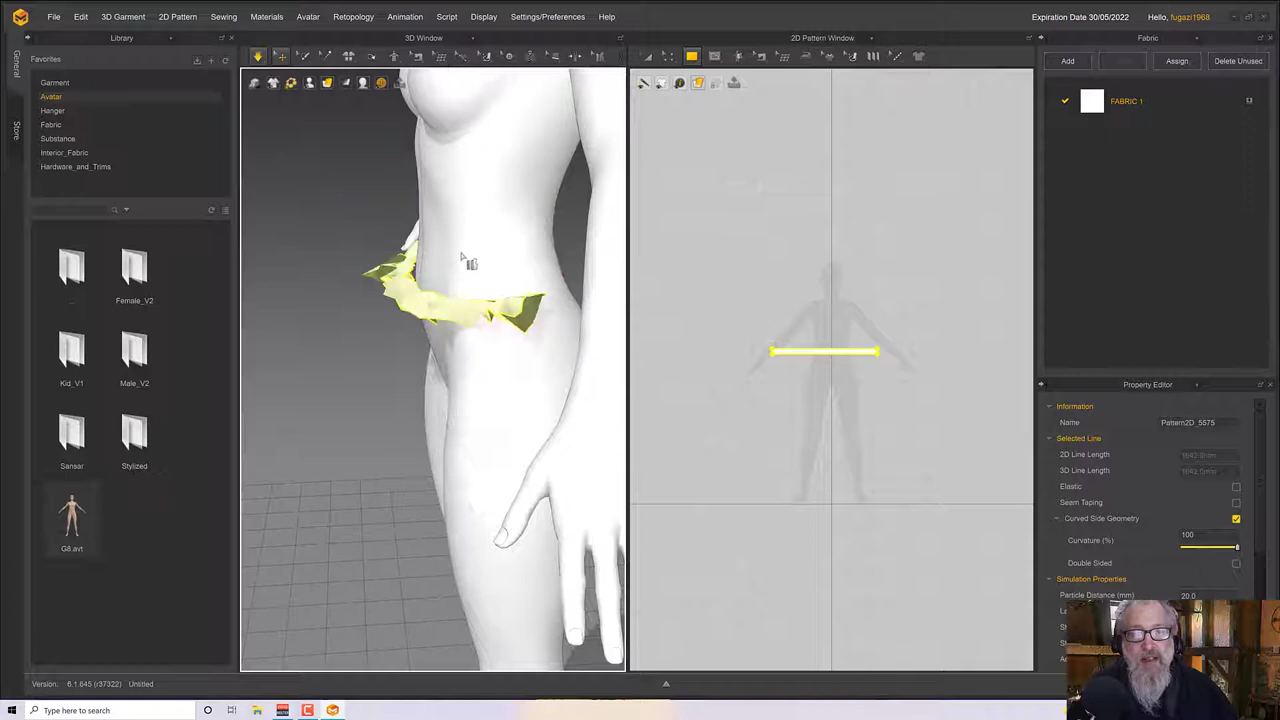 File Edit 3D Garment 2D Pattern Sewing Materials Avatar Retopology Animation Script Display Settings/Preferences Help Expiration Date 30/05/2022 Hello, fugazi1968
General
Store
Library
Favorites
Garment
Avatar
Hanger
Fabric
Substance
Interior_Fabric
Hardware_and_Trims
..
Female_V2
Kid_V1
Male_V2
Sansar
Stylized
G8.avt
3D Window
2D Pattern Window
Fabric
Add
Assign
Delete Unused
FABRIC 1
Property Editor
Information
Name Pattern2D_5575
Selected Line
2D Line Length
3D Line Length
Elastic
Seam Taping
Curved Side Geometry
Curvature (%) 100
Double Sided
Simulation Properties
Particle Distance (mm) 20.0
Version: 6.1.645 (r37322) Untitled
Type here to search